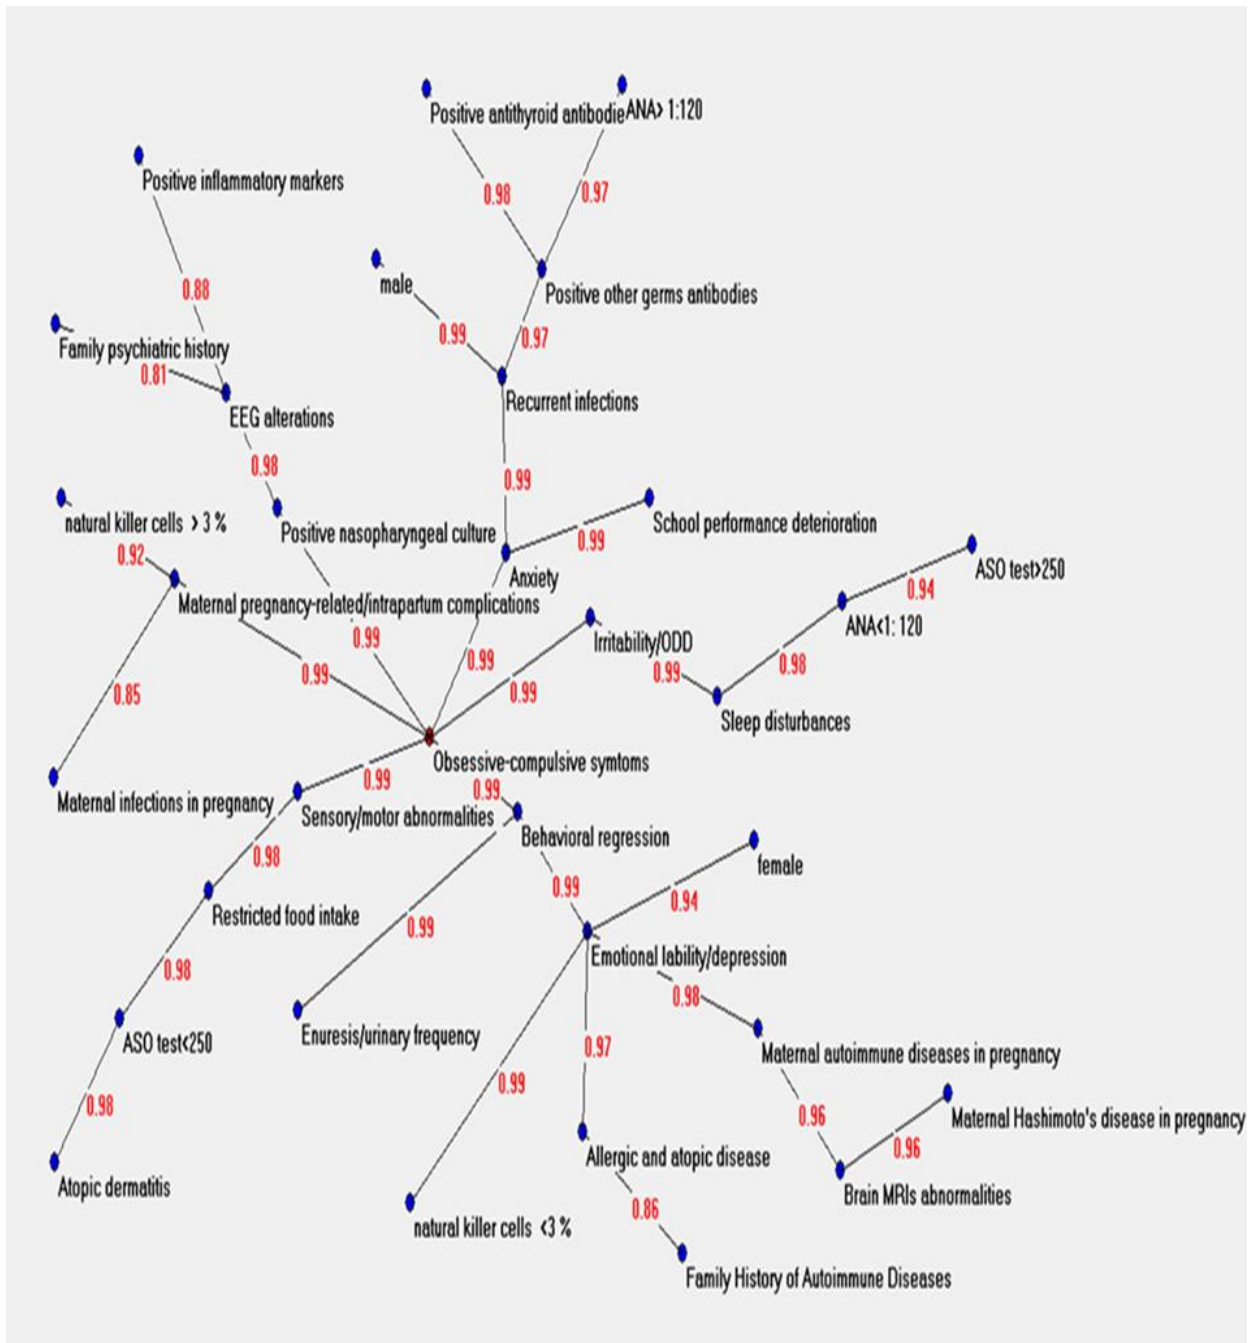 Positive antithyroid antibodie
ANA> 1:120
Positive inflammatory markers
0.98
0.97
male
0.88
Positive other germs antibodies
Family psychiatric history
0.99
0.97
0.81
EEG alterations
Recurrent infections
0.98
0.99
natural killer cells > 3 %
Positive nasopharyngeal culture
School performance deterioration
0.99
0.92
Anxiety
ASO test>250
0.94
Maternal pregnancy-related/intrapartum complications
ANA<1: 120
0.99
Irritability/ODD
0.99
0.99
0.99
0.98
0.85
0.99
Sleep disturbances
Obsessive-compulsive symtoms
0.99
0.99
Maternal infections in pregnancy
Sensory/motor abnormalities
Behavioral regression
0.98
female
0.99
0.94
Restricted food intake
0.99
Emotional lability/depression
0.98
0.98
Enuresis/urinary frequency
ASO test<250
0.97
Maternal autoimmune diseases in pregnancy
0.99
0.98
0.96
Maternal Hashimoto's disease in pregnancy
0.96
Allergic and atopic disease
Atopic dermatitis
Brain MRIs abnormalities
0.86
natural killer cells <3 %
Family History of Autoimmune Diseases